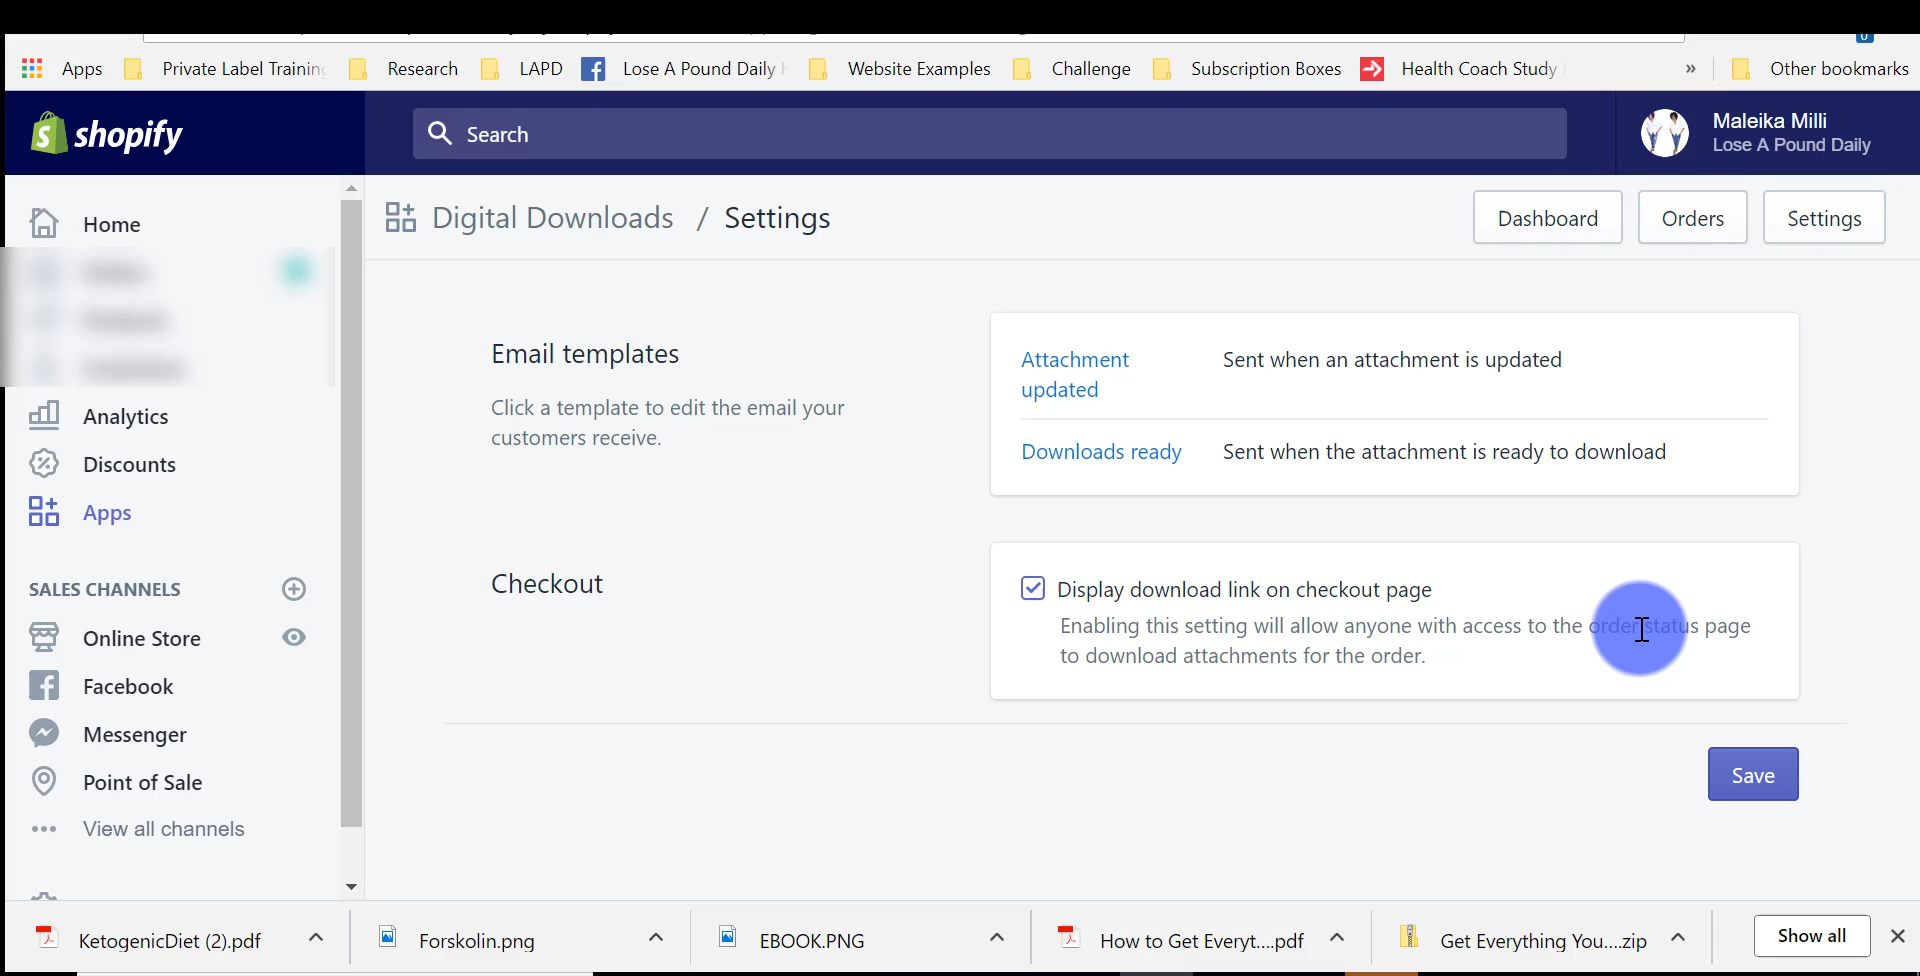 Apps
Private Label Training
Research
LAPD
Lose A Pound Daily
Website Examples
Challenge
Subscription Boxes
Health Coach Study
»
Other bookmarks
shopify
Search
Maleika Milli
Lose A Pound Daily
Home
Analytics
Discounts
Apps
SALES CHANNELS
Online Store
Facebook
Messenger
Point of Sale
View all channels
Digital Downloads / Settings
Dashboard
Orders
Settings
Email templates
Click a template to edit the email your
customers receive.
Attachment
updated
Sent when an attachment is updated
Downloads ready
Sent when the attachment is ready to download
Checkout
Display download link on checkout page
Enabling this setting will allow anyone with access to the order status page
to download attachments for the order.
Save
KetogenicDiet (2).pdf
Forskolin.png
EBOOK.PNG
How to Get Everyt....pdf
Get Everything You....zip
Show all